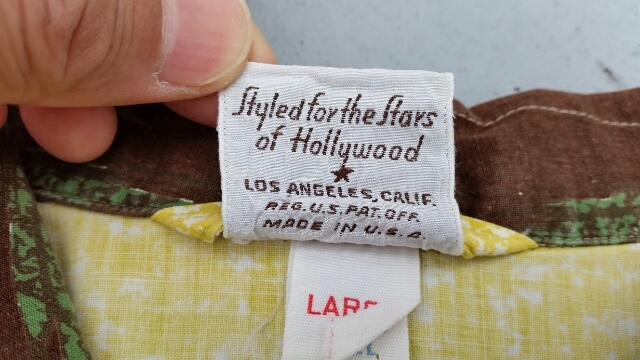 Styled for the Stars
of Hollywood
LOS ANGELES, CALIF.
REG. U.S. PAT. OFF.
MADE IN U.S.A.